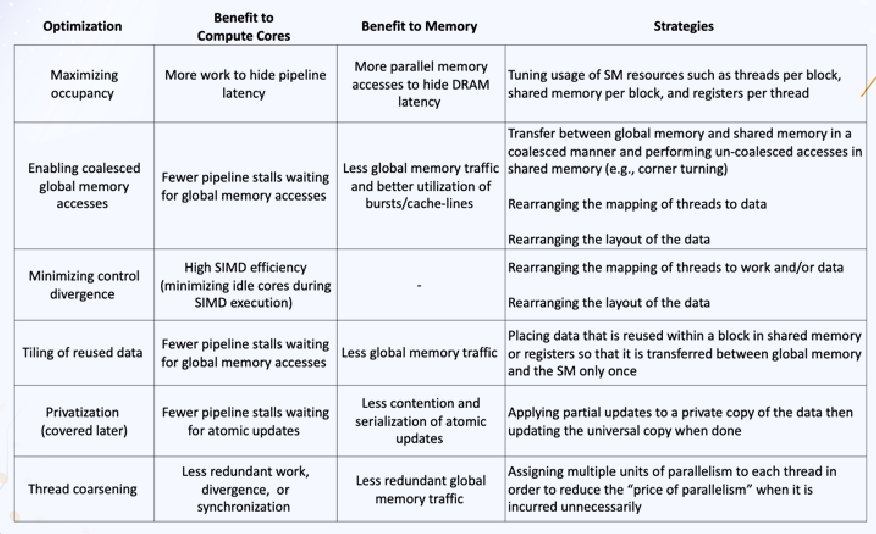 Optimization
Benefit to
Compute Cores
Benefit to Memory
Strategies
Maximizing
occupancy
More work to hide pipeline
latency
More parallel memory
accesses to hide DRAM
latency
Tuning usage of SM resources such as threads per block,
shared memory per block, and registers per thread
Enabling coalesced
global memory
accesses
Fewer pipeline stalls waiting
for global memory accesses
Less global memory traffic
and better utilization of
bursts/cache-lines
Transfer between global memory and shared memory in a
coalesced manner and performing un-coalesced accesses in
shared memory (e.g., corner turning)
Rearranging the mapping of threads to data
Rearranging the layout of the data
Minimizing control
divergence
High SIMD efficiency
(minimizing idle cores during
SIMD execution)
-
Rearranging the mapping of threads to work and/or data
Rearranging the layout of the data
Tiling of reused data
Fewer pipeline stalls waiting
for global memory accesses
Less global memory traffic
Placing data that is reused within a block in shared memory
or registers so that it is transferred between global memory
and the SM only once
Privatization
(covered later)
Fewer pipeline stalls waiting
for atomic updates
Less contention and
serialization of atomic
updates
Applying partial updates to a private copy of the data then
updating the universal copy when done
Thread coarsening
Less redundant work,
divergence, or
synchronization
Less redundant global
memory traffic
Assigning multiple units of parallelism to each thread in
order to reduce the “price of parallelism” when it is
incurred unnecessarily